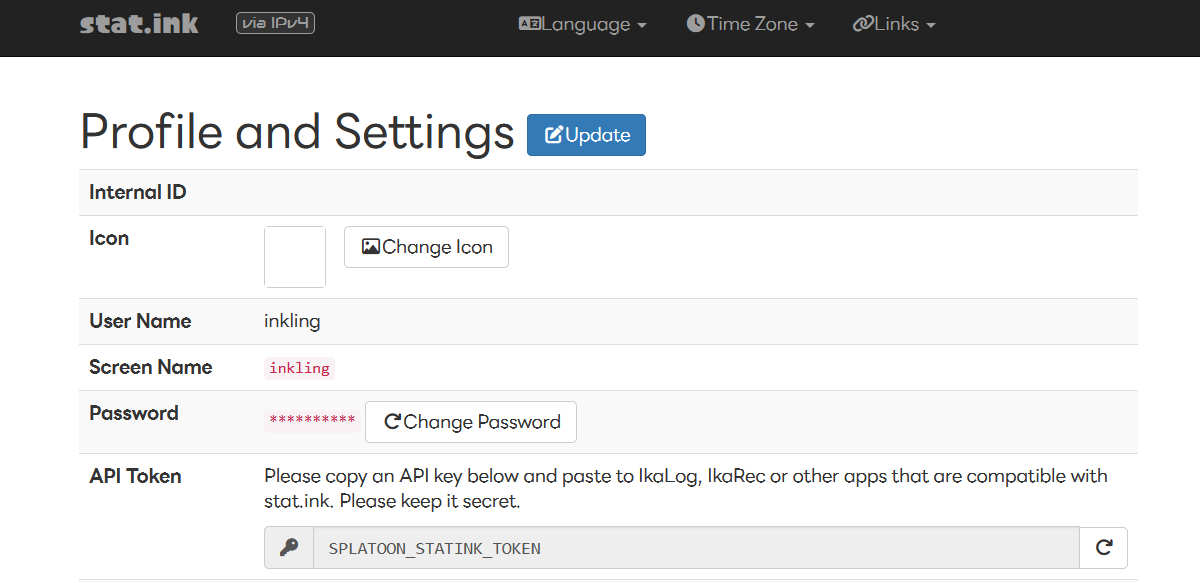 stat.ink via IPv4 Language Time Zone Links
Profile and Settings Update
Internal ID
Icon Change Icon
User Name inkling
Screen Name inkling
Password ********** Change Password
API Token Please copy an API key below and paste to IkaLog, IkaRec or other apps that are compatible with
stat.ink. Please keep it secret.
SPLATOON_STATINK_TOKEN